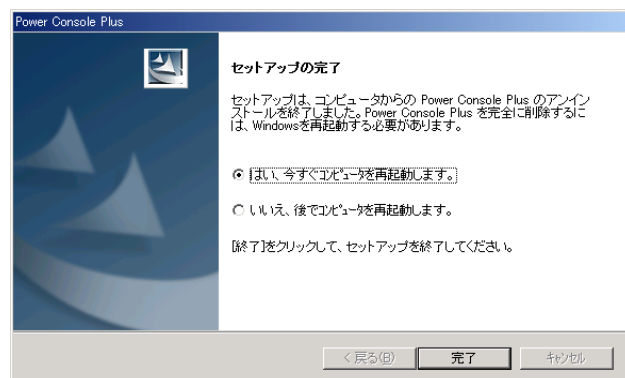 Power Console Plus
セットアップの完了
セットアップは、コンピュータからの Power Console Plus のアンイン
ストールを終了しました。Power Console Plus を完全に削除するに
は、Windowsを再起動する必要があります。
はい、今すぐｺﾝﾋﾟｭｰﾀを再起動します。
いいえ、後でｺﾝﾋﾟｭｰﾀを再起動します。
[終了]をクリックして、セットアップを終了してください。
< 戻る(B)
完了
ｷｬﾝｾﾙ